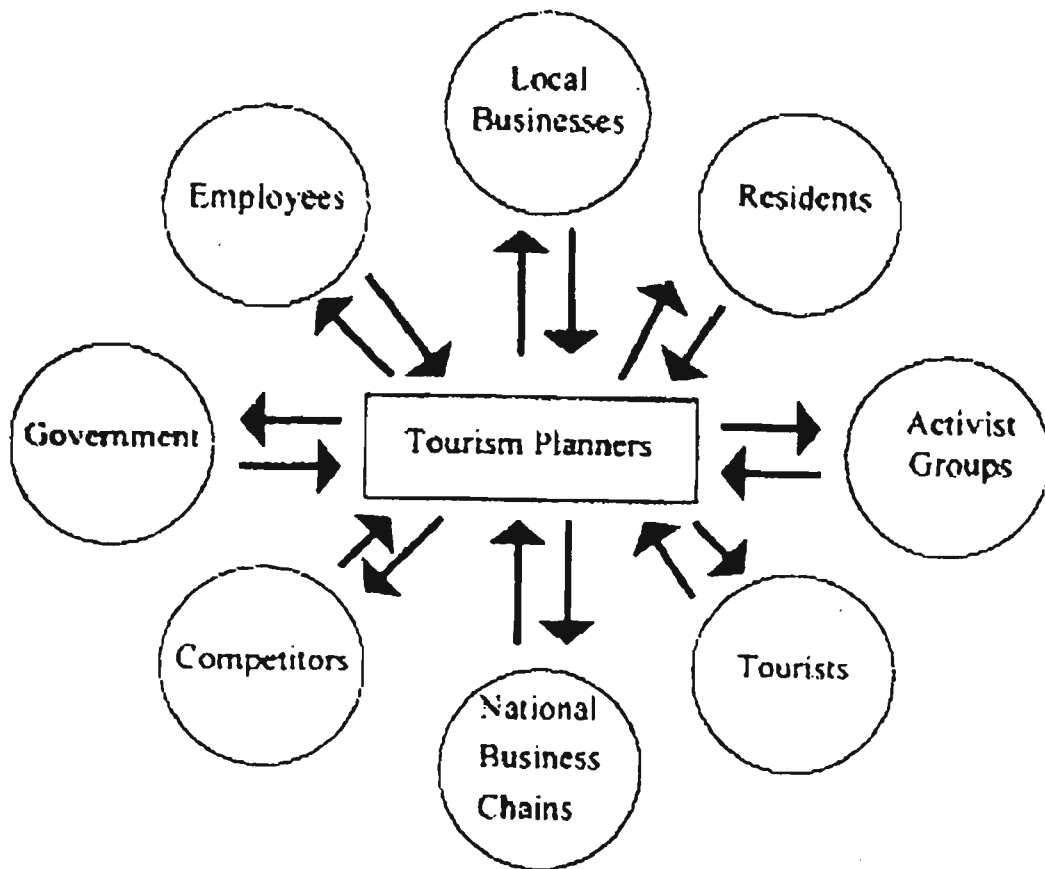 Local
Businesses
Employees
Residents
Government
Tourism Planners
Activist
Groups
Competitors
Tourists
National
Business
Chains